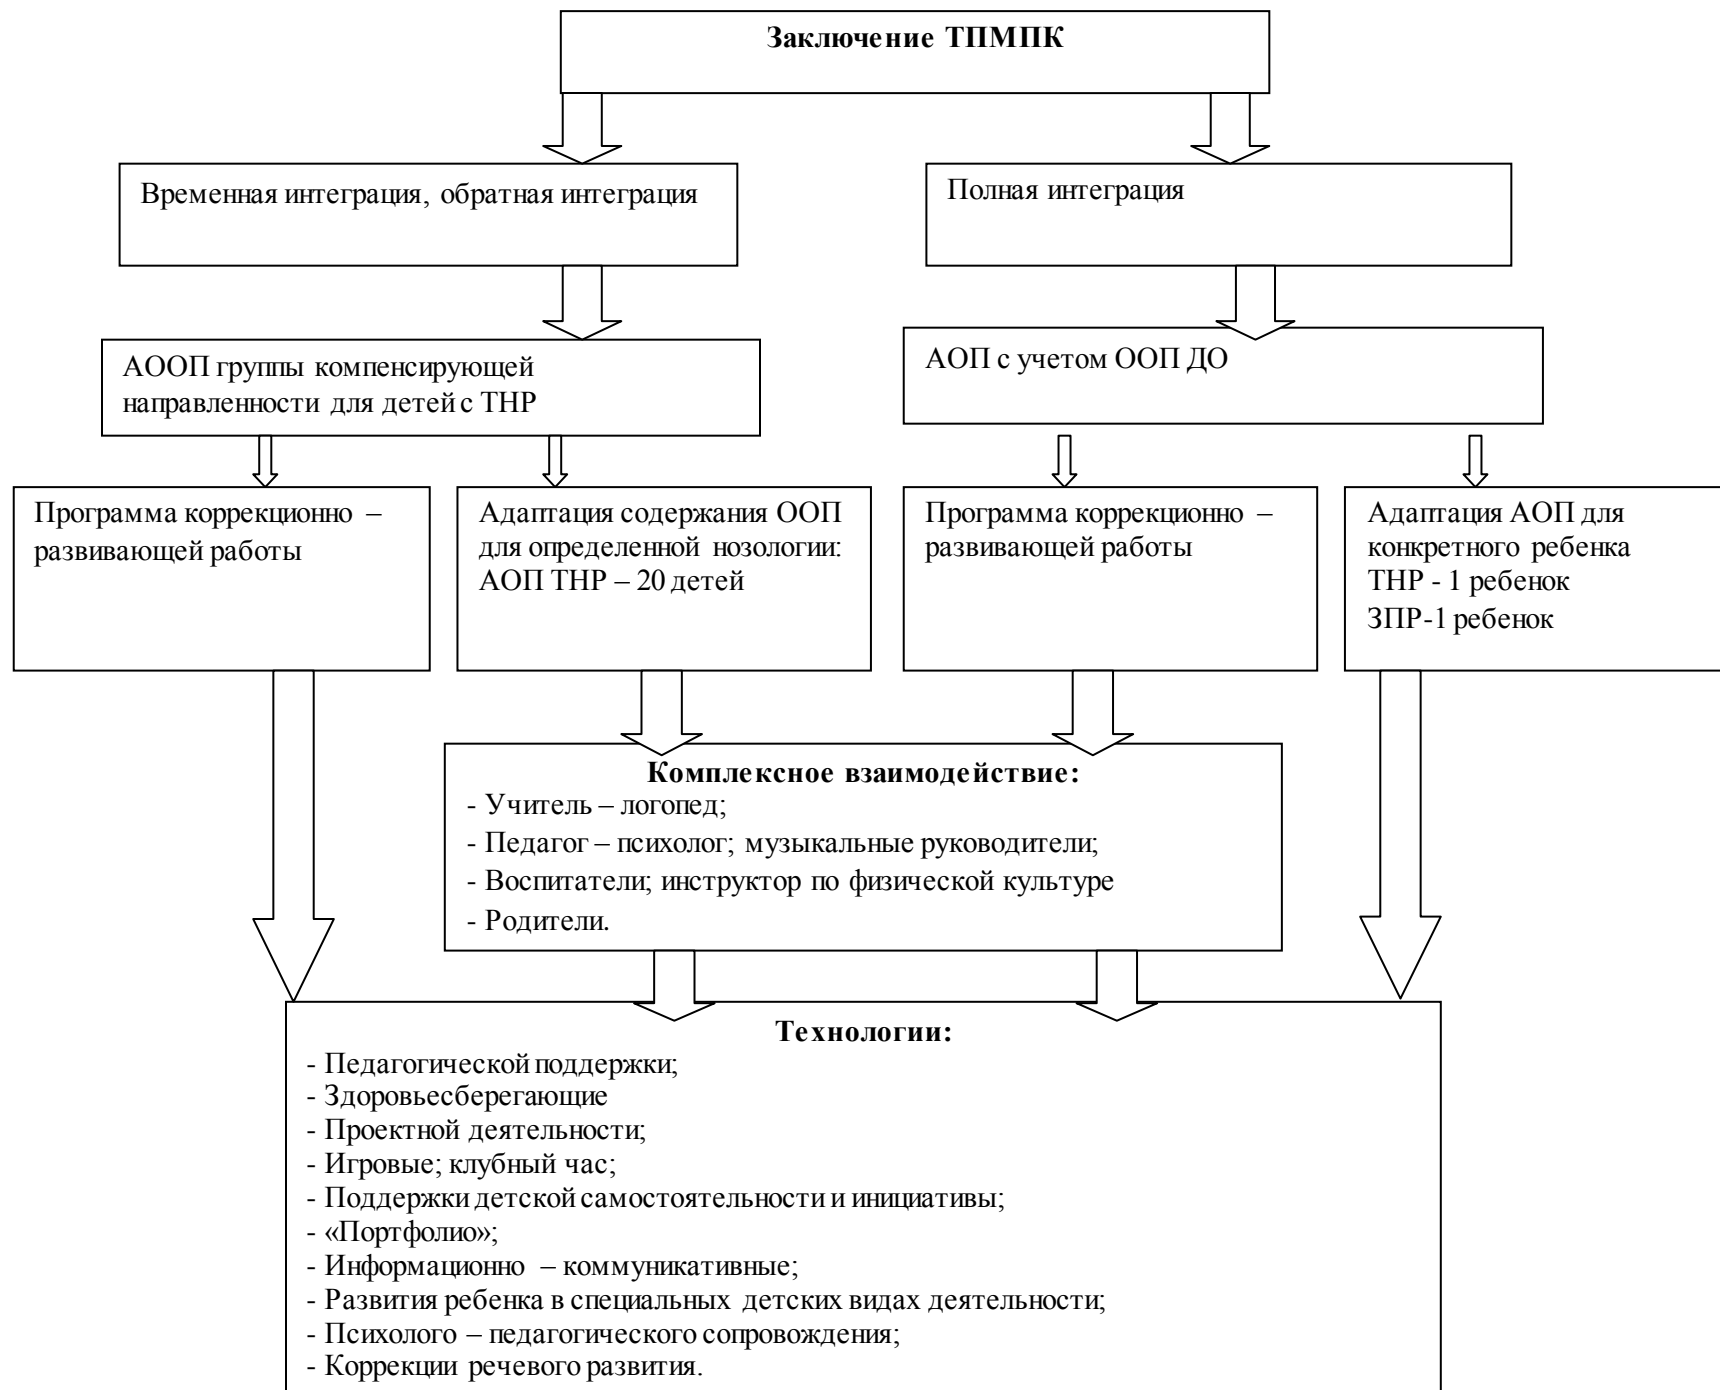 Заключение ТПМПК
Временная интеграция, обратная интеграция
Полная интеграция
АООП группы компенсирующей
направленности для детей с ТНР
АОП с учетом ООП ДО
Программа коррекционно –
развивающей работы
Адаптация содержания ООП
для определенной нозологии:
АОП ТНР – 20 детей
Программа коррекционно –
развивающей работы
Адаптация АОП для
конкретного ребенка
ТНР - 1 ребенок
ЗПР-1 ребенок
Комплексное взаимодействие:
- Учитель – логопед;
- Педагог – психолог; музыкальные руководители;
- Воспитатели; инструктор по физической культуре
- Родители.
Технологии:
- Педагогической поддержки;
- Здоровьесберегающие
- Проектной деятельности;
- Игровые; клубный час;
- Поддержки детской самостоятельности и инициативы;
- «Портфолио»;
- Информационно – коммуникативные;
- Развития ребенка в специальных детских видах деятельности;
- Психолого – педагогического сопровождения;
- Коррекции речевого развития.